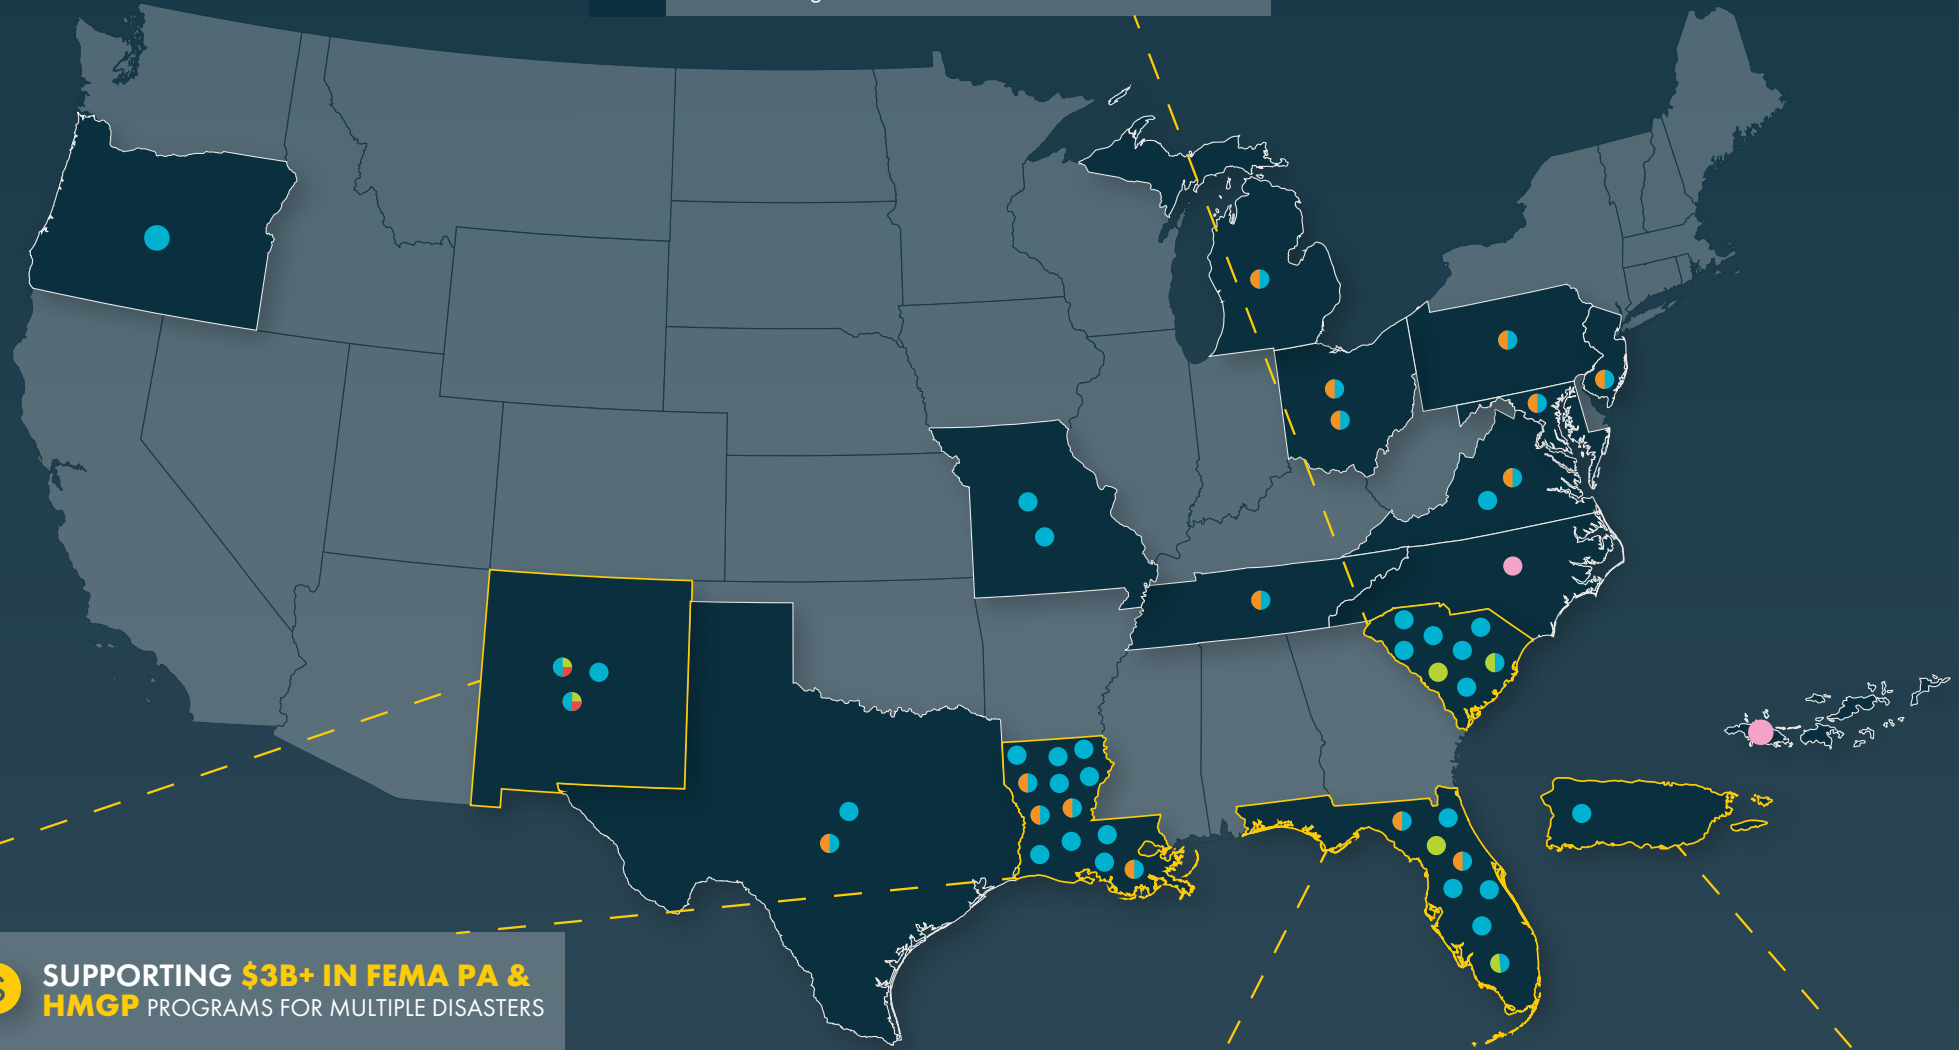 SUPPORTING $3B+ IN FEMA PA &
HMGP PROGRAMS FOR MULTIPLE DISASTERS